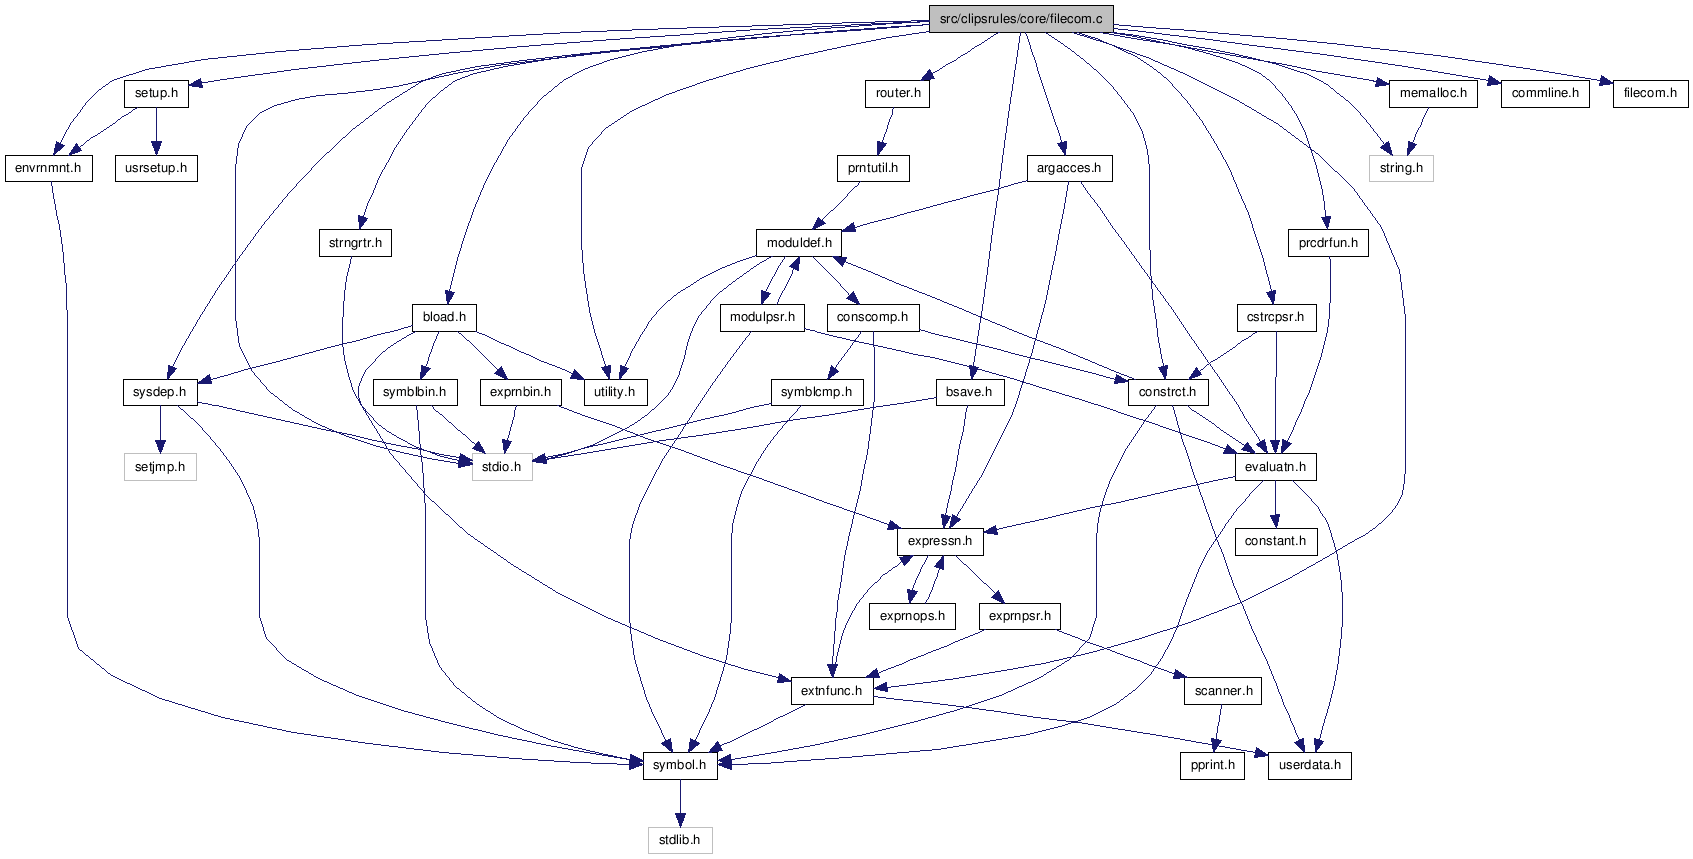 src/clipsrules/core/filecom.c
setup.h
router.h
memalloc.h
commline.h
filecom.h
envrnmnt.h
usrsetup.h
prntutil.h
argacces.h
string.h
strngrtr.h
moduldef.h
prcdrfun.h
bload.h
modulpsr.h
conscomp.h
cstrcpsr.h
sysdep.h
symblbin.h
exprnbin.h
utility.h
symblcmp.h
bsave.h
constrct.h
setjmp.h
stdio.h
evaluatn.h
expressn.h
constant.h
exprnops.h
exprnpsr.h
extnfunc.h
scanner.h
symbol.h
pprint.h
userdata.h
stdlib.h